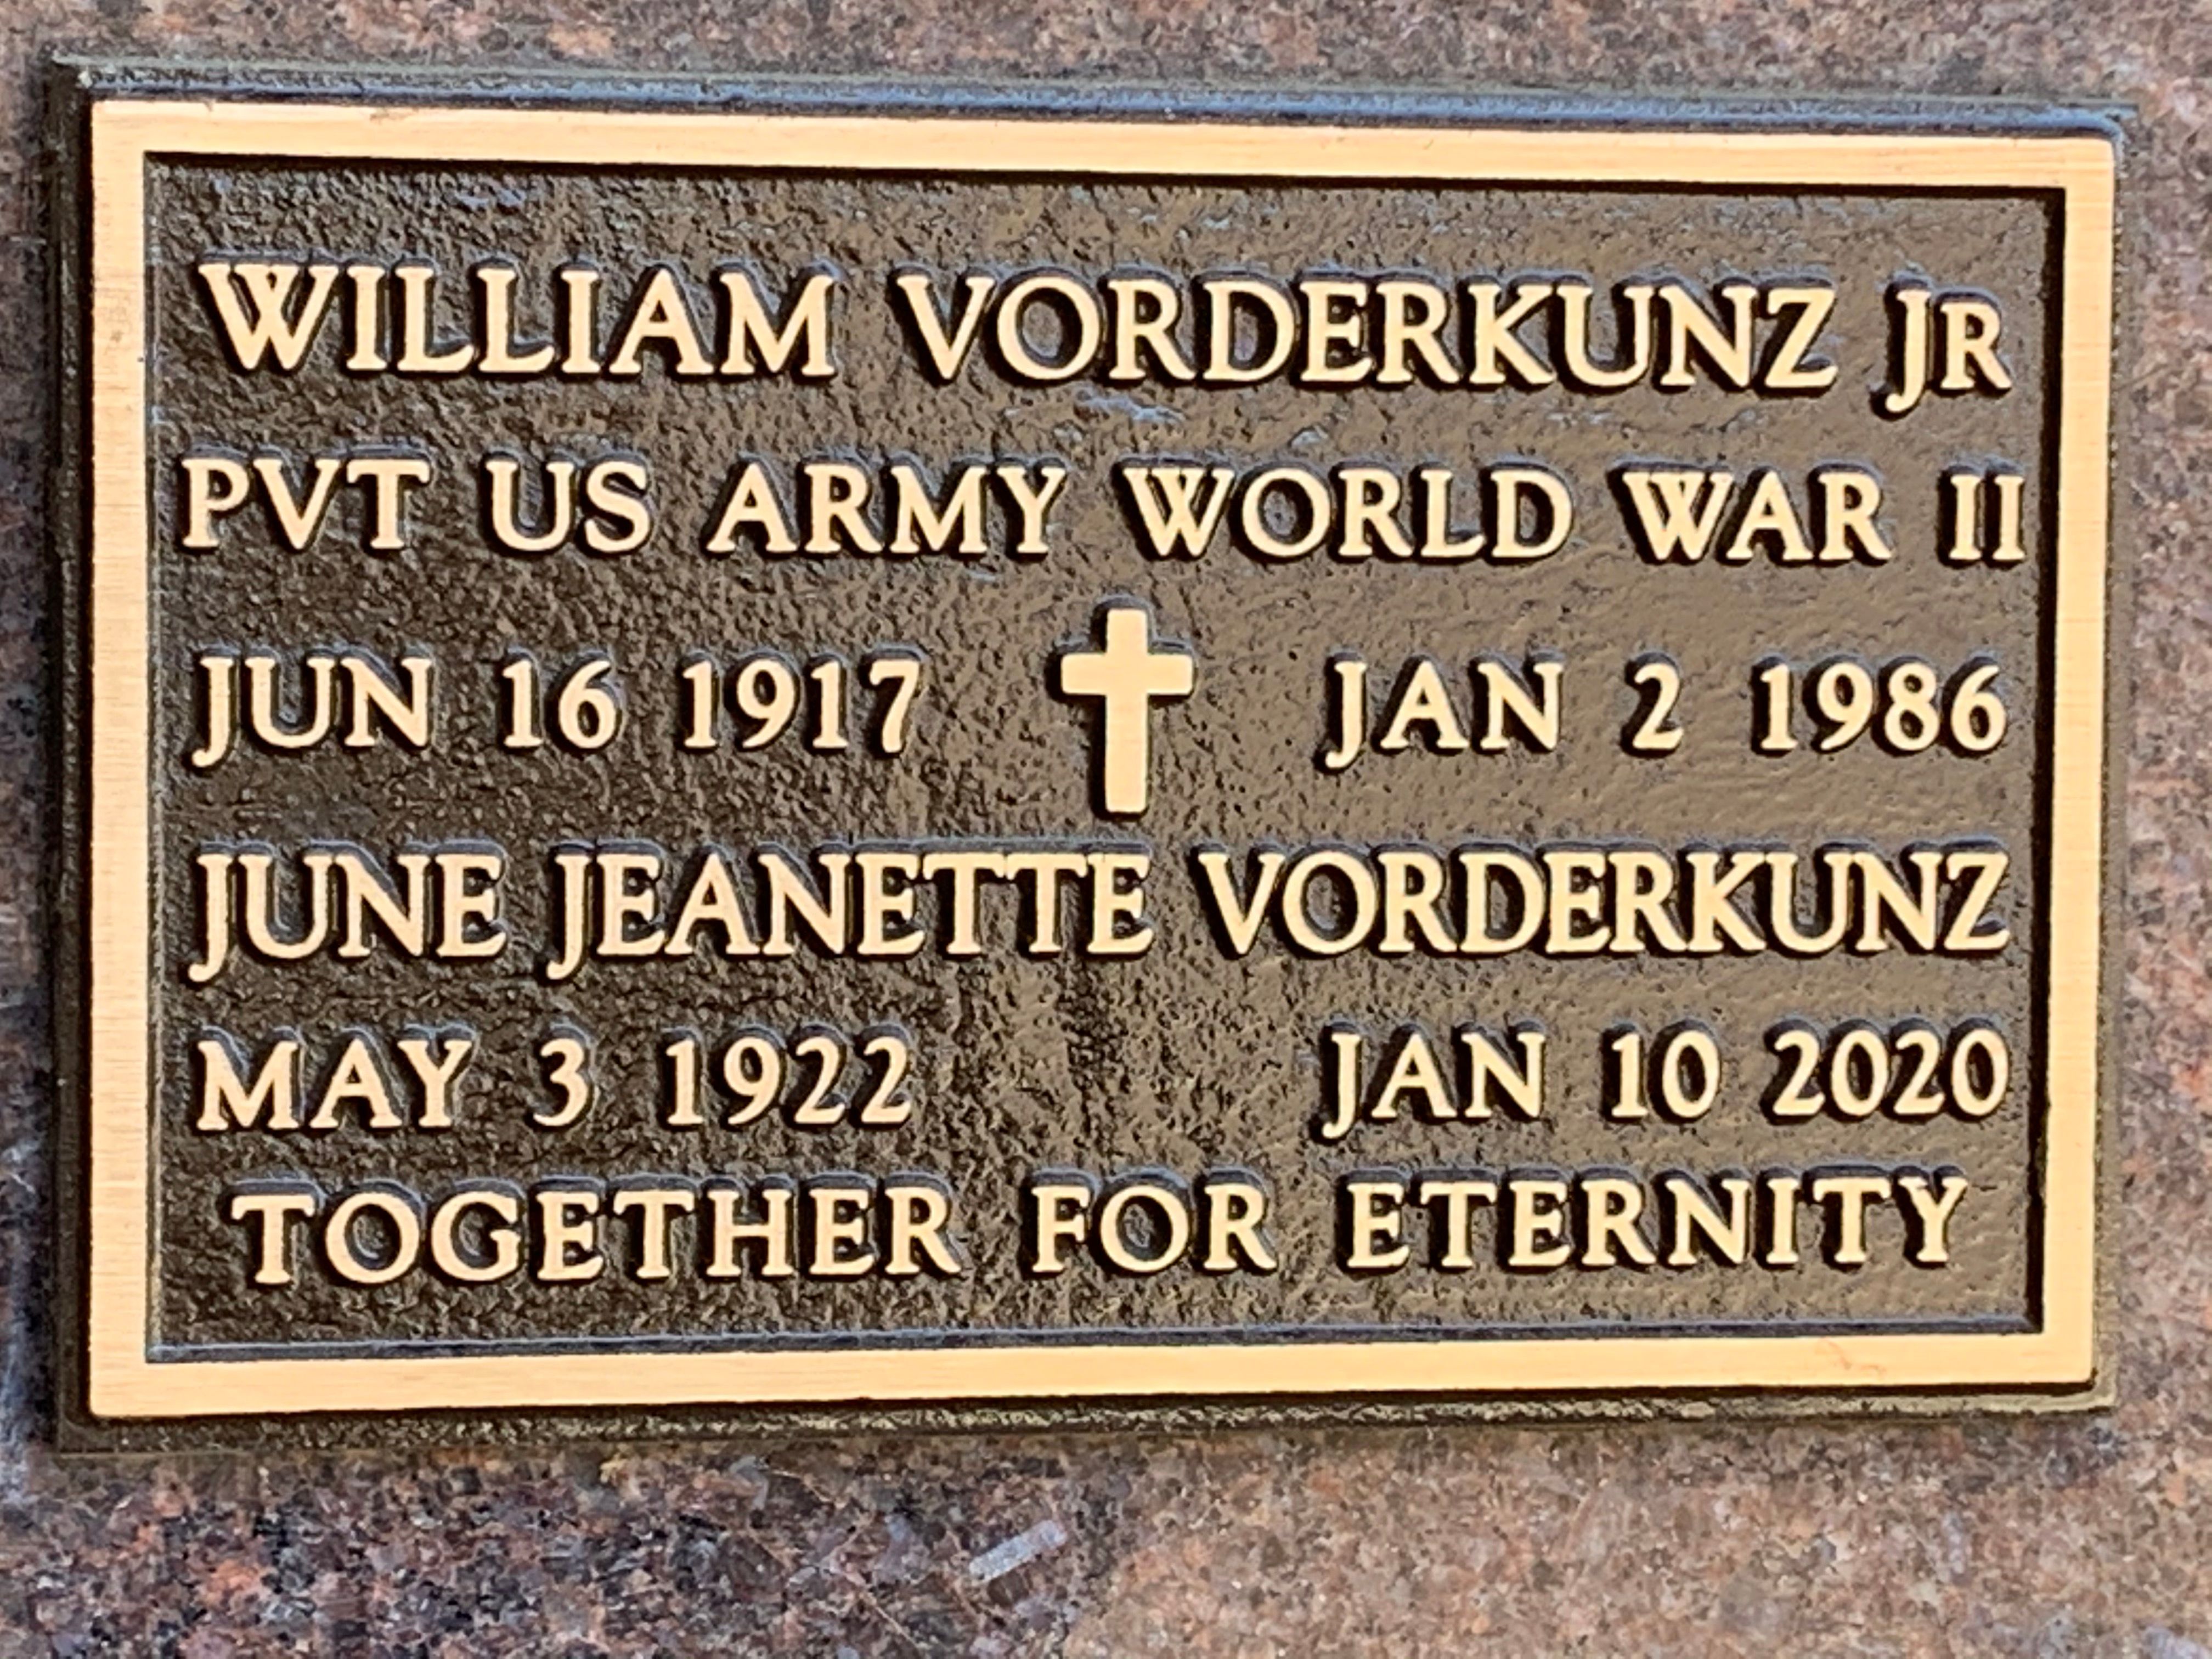 WILLIAM VORDERKUNZ JR
PVT US ARMY WORLD WAR II
JUN 16 1917 JAN 2 1986
JUNE JEANETTE VORDERKUNZ
MAY 3 1922 JAN 10 2020
TOGETHER FOR ETERNITY